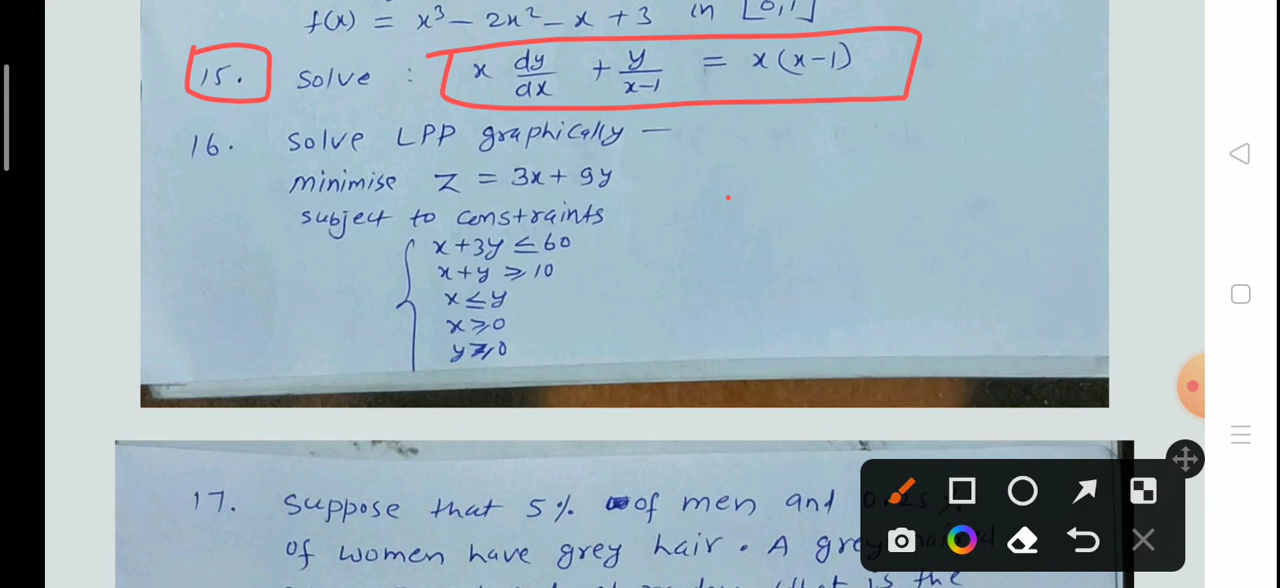 f(x) = x³ – 2x² – x + 3 in [0,1]
15. Solve : x dy/dx + y/(x–1) = x(x–1)
16. Solve LPP graphically —
minimise Z = 3x + 9y
subject to constraints
x + 3y ≤ 60
x + y ≥ 10
x ≤ y
x ≥ 0
y ≥ 0
17. Suppose that 5% of men and
of women have grey hair. A